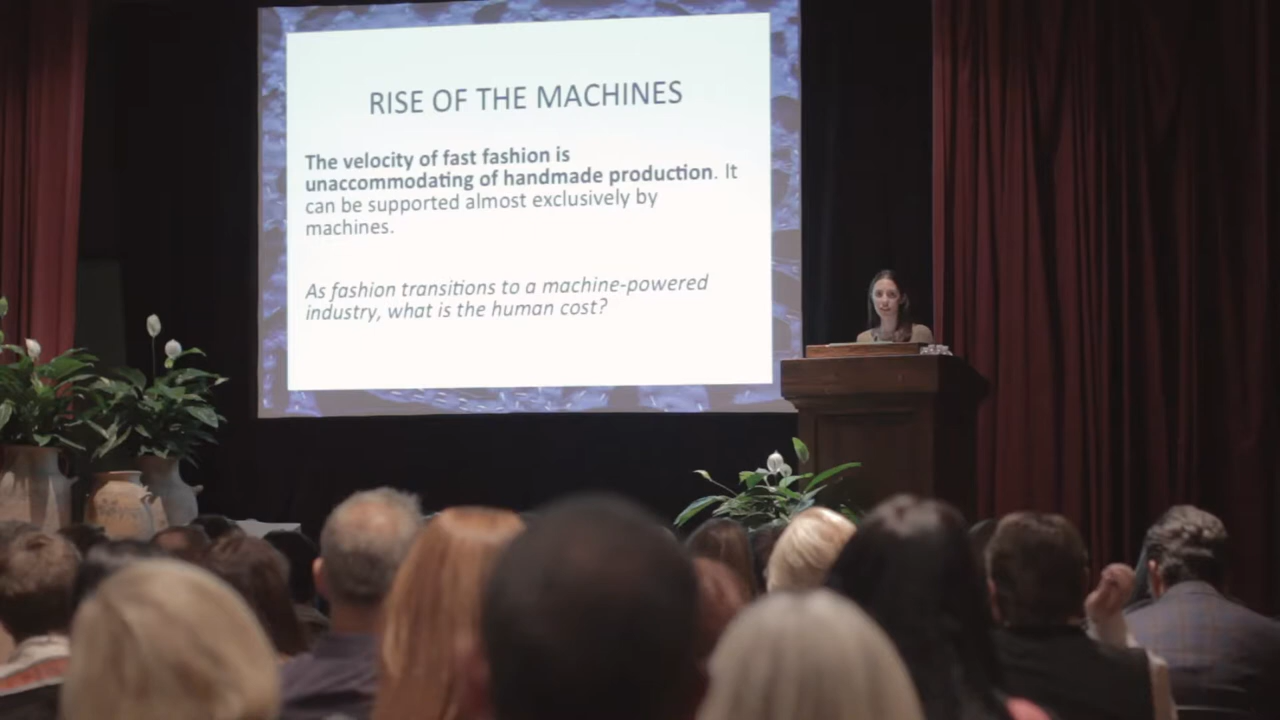 RISE OF THE MACHINES
The velocity of fast fashion is
unaccommodating of handmade production. It
can be supported almost exclusively by
machines.
As fashion transitions to a machine-powered
industry, what is the human cost?